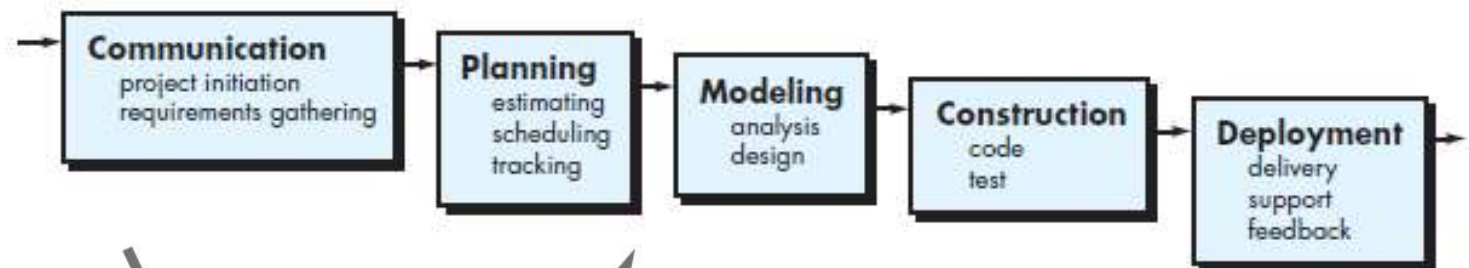 Communication
project initiation
requirements gathering
Planning
estimating
scheduling
tracking
Modeling
analysis
design
Construction
code
test
Deployment
delivery
support
feedback